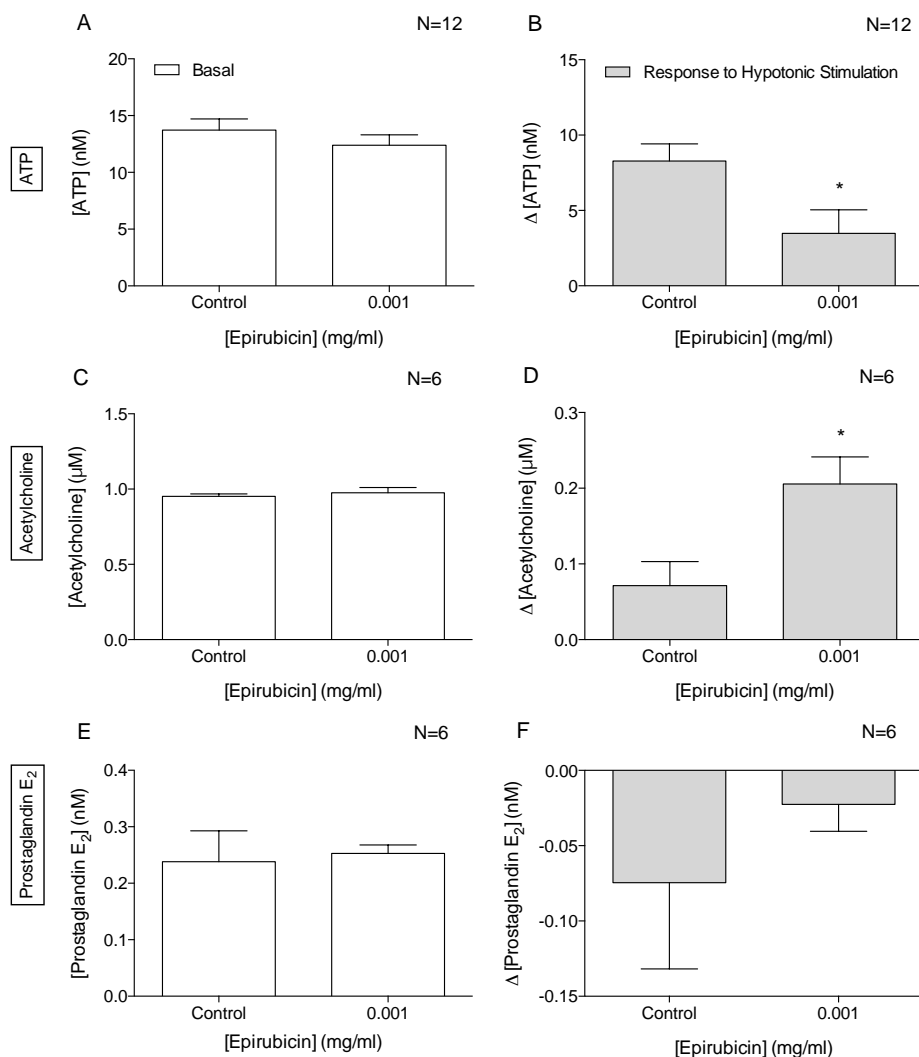 A
N=12
20
15
10
5
0
[ATP] (nM)
Basal
Control
0.001
[Epirubicin] (mg/ml)
ATP
B
N=12
15
10
5
0
Δ [ATP] (nM)
Response to Hypotonic Stimulation
*
Control
0.001
[Epirubicin] (mg/ml)
C
N=6
1.5
1.0
0.5
0.0
[Acetylcholine] (µM)
Control
0.001
[Epirubicin] (mg/ml)
Acetylcholine
D
N=6
0.3
0.2
0.1
0.0
Δ [Acetylcholine] (µM)
*
Control
0.001
[Epirubicin] (mg/ml)
E
N=6
0.4
0.3
0.2
0.1
0.0
[Prostaglandin E2] (nM)
Control
0.001
[Epirubicin] (mg/ml)
Prostaglandin E2
F
N=6
0.00
-0.05
-0.10
-0.15
Δ [Prostaglandin E2] (nM)
Control
0.001
[Epirubicin] (mg/ml)